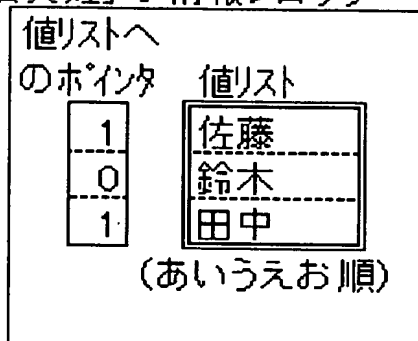 値リストへ
のポインタ 値リスト
1 佐藤
0 鈴木
1 田中
(あいうえお順)